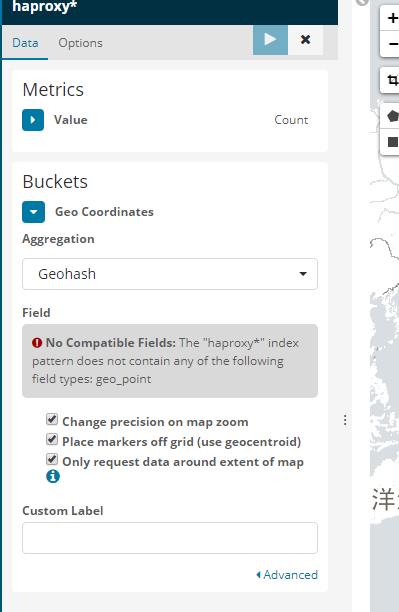 haproxy*
Data Options
Metrics
Value Count
Buckets
Geo Coordinates
Aggregation
Geohash
Field
No Compatible Fields: The "haproxy*" index
pattern does not contain any of the following
field types: geo_point
Change precision on map zoom
Place markers off grid (use geocentroid)
Only request data around extent of map
Custom Label
Advanced
+
−
洋